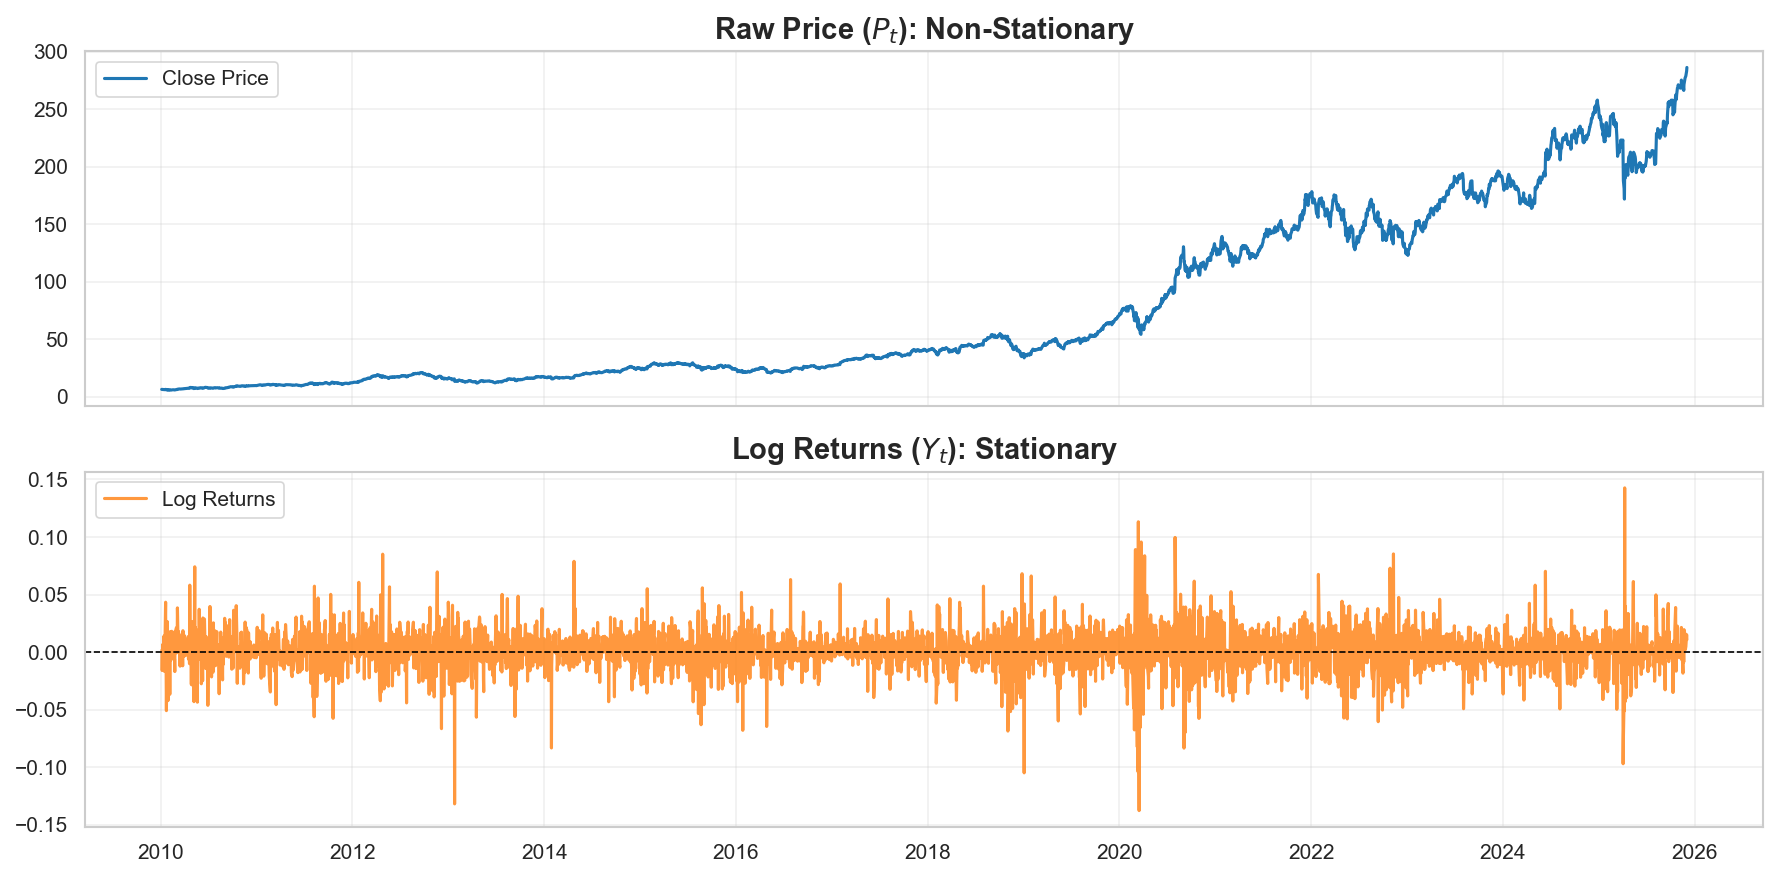 Raw Price (Pₜ): Non-Stationary
300
Close Price
250
200
150
100
50
0
Log Returns (Yₜ): Stationary
0.15
Log Returns
0.10
0.05
0.00
−0.05
−0.10
−0.15
2010 2012 2014 2016 2018 2020 2022 2024 2026